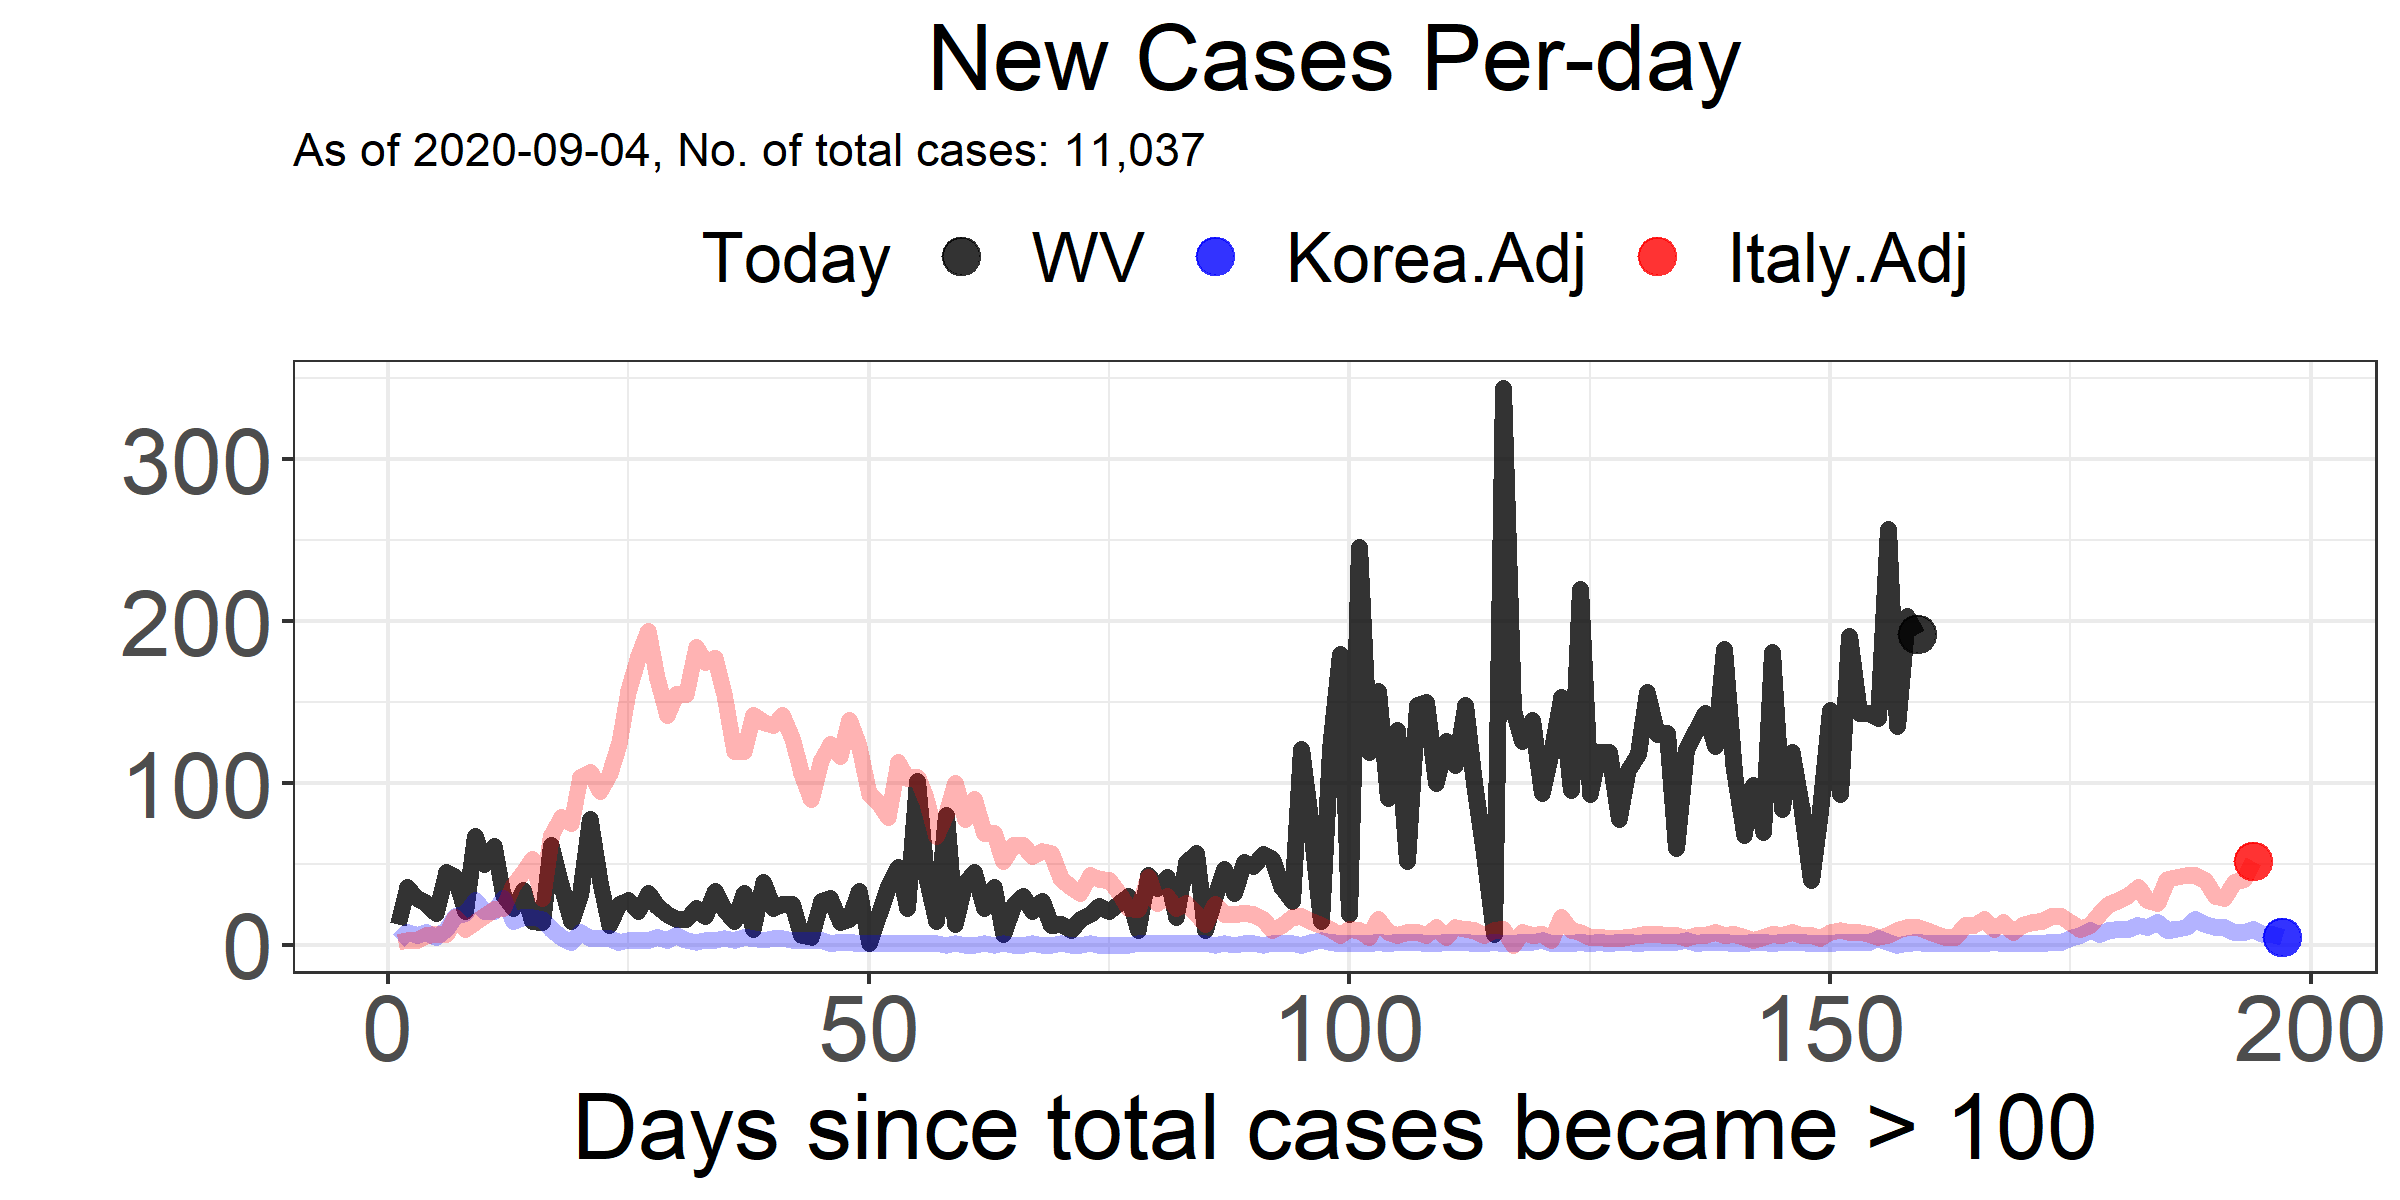 New Cases Per-day
As of 2020-09-04, No. of total cases: 11,037
Today WV Korea.Adj Italy.Adj
300
200
100
0
0 50 100 150 200
Days since total cases became > 100